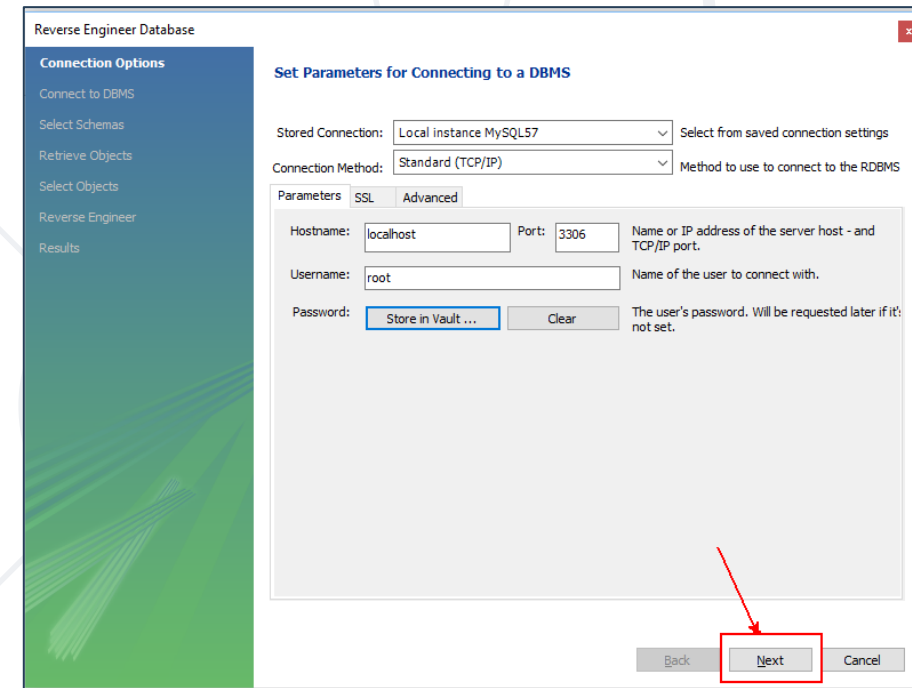 Reverse Engineer Database
x
Connection Options
Connect to DBMS
Select Schemas
Retrieve Objects
Select Objects
Reverse Engineer
Results
Set Parameters for Connecting to a DBMS
Stored Connection: Local instance MySQL57 Select from saved connection settings
Connection Method: Standard (TCP/IP) Method to use to connect to the RDBMS
Parameters SSL Advanced
Hostname: localhost Port: 3306 Name or IP address of the server host - and
TCP/IP port.
Username: root Name of the user to connect with.
Password: Store in Vault ... Clear The user's password. Will be requested later if it's
not set.
Back Next Cancel